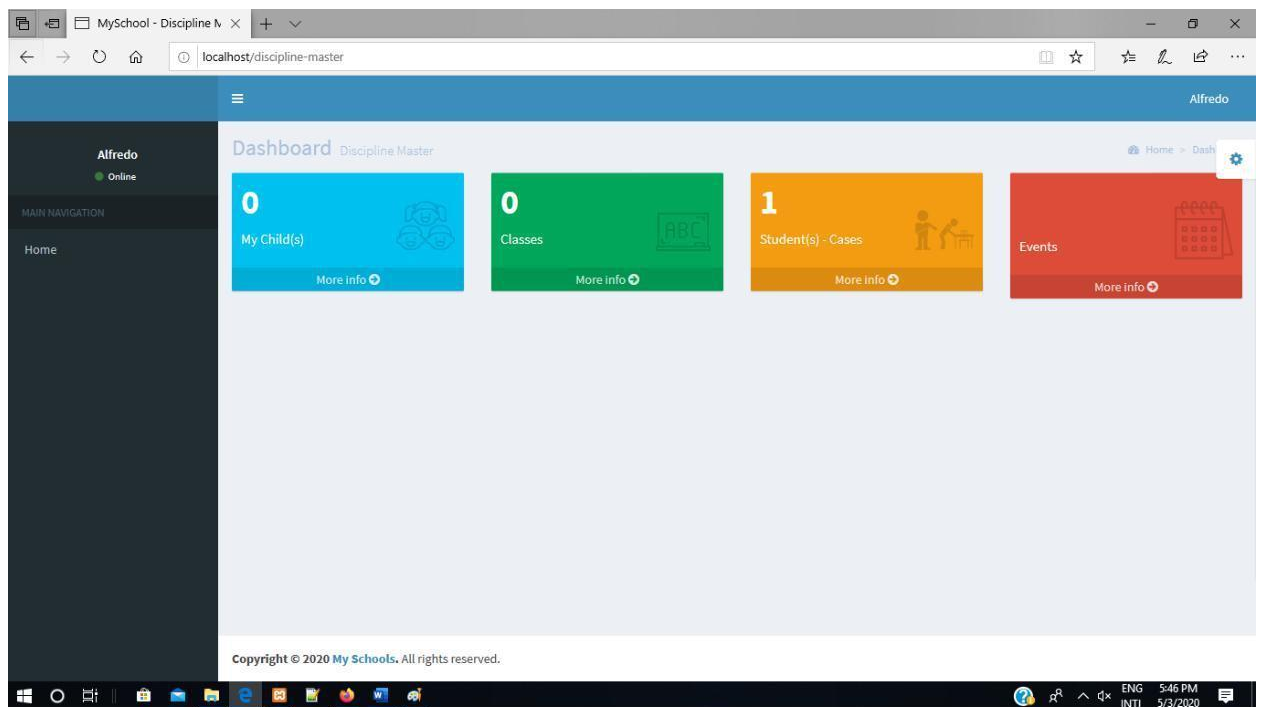 MySchool - Discipline M
localhost/discipline-master
Alfredo
Alfredo
Online
MAIN NAVIGATION
Home
Dashboard Discipline Master
Home > Dash
0
My Child(s)
More info
0
ABC
Classes
More info
1
Student(s) - Cases
More info
Events
More info
Copyright © 2020 My Schools. All rights reserved.
ENG
INTL
5:46 PM
5/3/2020